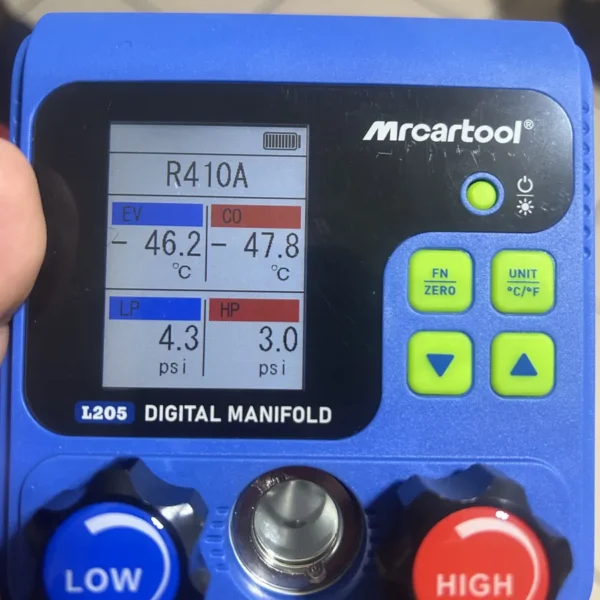 Mrcartool®
R410A
EV CO
- 46.2 - 47.8
℃ ℃
LP HP
4.3 3.0
psi psi
FN
ZERO
UNIT
°C/°F
L205 DIGITAL MANIFOLD
LOW
HIGH